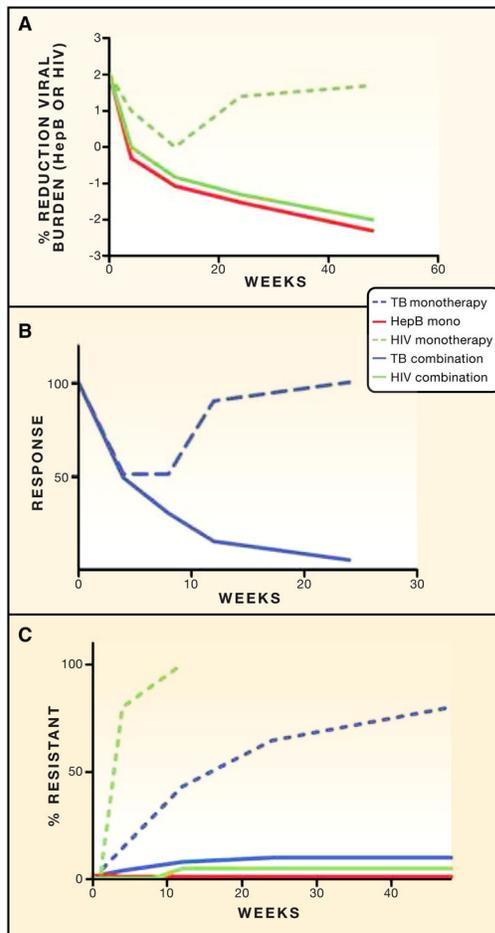 A
% REDUCTION VIRAL
BURDEN (HepB OR HIV)
3
2
1
0
-1
-2
-3
0
20
40
60
WEEKS
TB monotherapy
HepB mono
HIV monotherapy
TB combination
HIV combination
B
RESPONSE
100
50
0
10
20
30
WEEKS
C
% RESISTANT
100
50
0
0
10
20
30
40
WEEKS